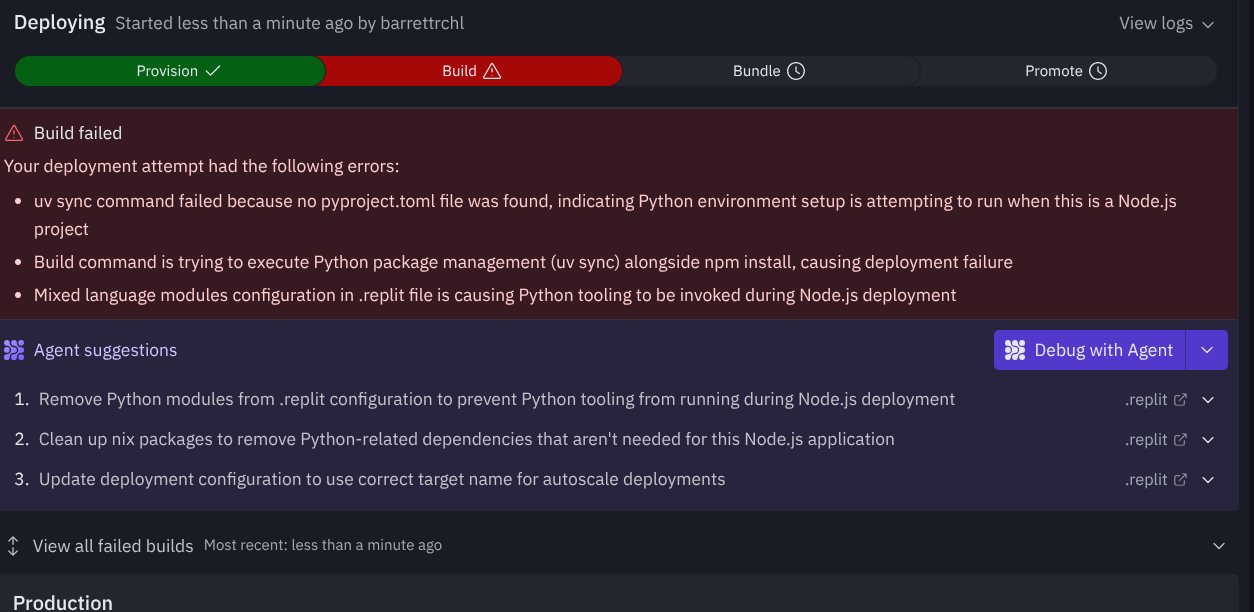 Deploying Started less than a minute ago by barrettrchl View logs
Provision Build Bundle Promote
Build failed
Your deployment attempt had the following errors:
• uv sync command failed because no pyproject.toml file was found, indicating Python environment setup is attempting to run when this is a Node.js
project
• Build command is trying to execute Python package management (uv sync) alongside npm install, causing deployment failure
• Mixed language modules configuration in .replit file is causing Python tooling to be invoked during Node.js deployment
Agent suggestions Debug with Agent
1. Remove Python modules from .replit configuration to prevent Python tooling from running during Node.js deployment .replit
2. Clean up nix packages to remove Python-related dependencies that aren't needed for this Node.js application .replit
3. Update deployment configuration to use correct target name for autoscale deployments .replit
View all failed builds Most recent: less than a minute ago
Production